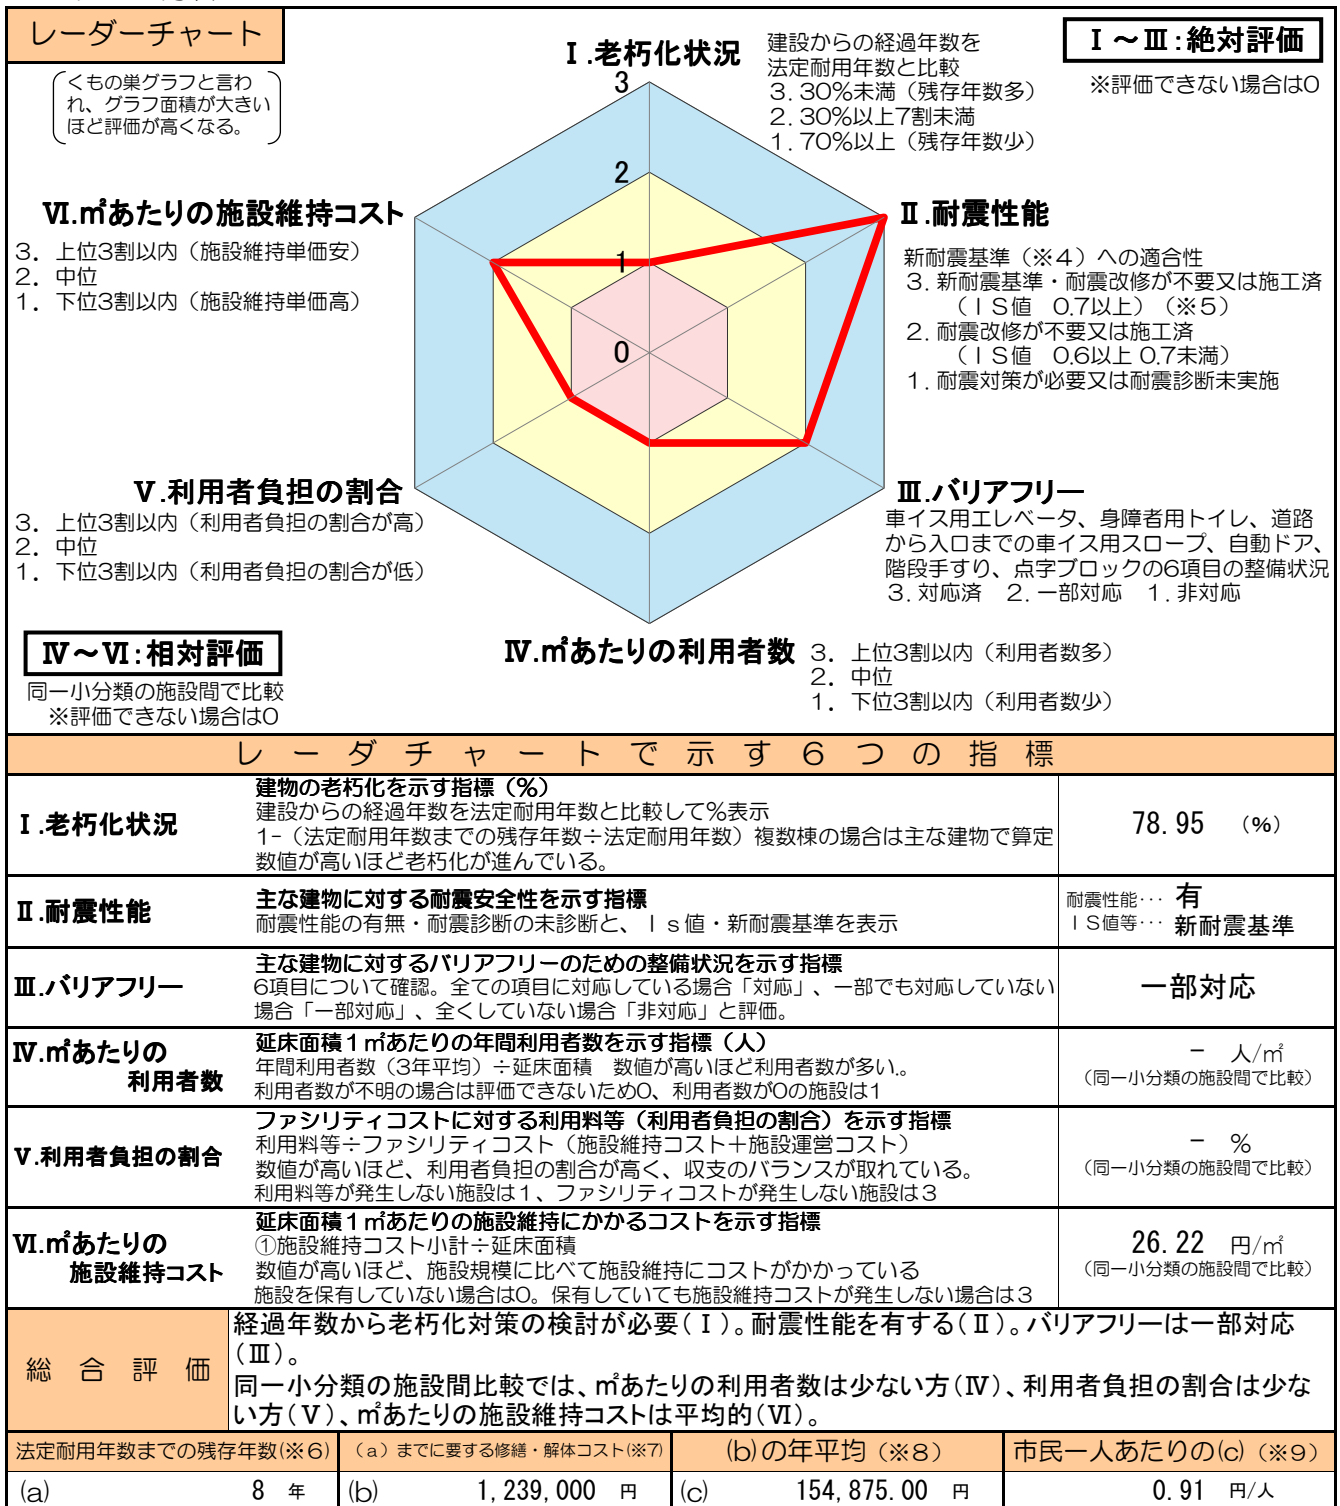 レーダーチャート
くもの巣グラフと言わ
れ、グラフ面積が大きい
ほど評価が高くなる。
Ⅰ.老朽化状況
建設からの経過年数を
法定耐用年数と比較
3. 30%未満（残存年数多）
2. 30%以上7割未満
1. 70%以上（残存年数少）
Ⅰ～Ⅲ:絶対評価
※評価できない場合は0
3
2
1
0
Ⅵ.㎡あたりの施設維持コスト
3. 上位3割以内（施設維持単価安）
2. 中位
1. 下位3割以内（施設維持単価高）
Ⅱ.耐震性能
新耐震基準（※4）への適合性
3. 新耐震基準・耐震改修が不要又は施工済
（ＩＳ値 0.7以上）（※5）
2. 耐震改修が不要又は施工済
（ＩＳ値 0.6以上 0.7未満）
1. 耐震対策が必要又は耐震診断未実施
Ⅴ.利用者負担の割合
3. 上位3割以内（利用者負担の割合が高）
2. 中位
1. 下位3割以内（利用者負担の割合が低）
Ⅲ.バリアフリー
車イス用エレベータ、身障者用トイレ、道路
から入口までの車イス用スロープ、自動ドア、
階段手すり、点字ブロックの6項目の整備状況
3. 対応済 2. 一部対応 1. 非対応
Ⅳ～Ⅵ:相対評価
同一小分類の施設間で比較
※評価できない場合は0
Ⅳ.㎡あたりの利用者数
3. 上位3割以内（利用者数多）
2. 中位
1. 下位3割以内（利用者数少）
レーダチャートで示す６つの指標
Ⅰ.老朽化状況
建物の老朽化を示す指標（%）
建設からの経過年数を法定耐用年数と比較して%表示
1-（法定耐用年数までの残存年数÷法定耐用年数）複数棟の場合は主な建物で算定
数値が高いほど老朽化が進んでいる。
78.95 （%）
Ⅱ.耐震性能
主な建物に対する耐震安全性を示す指標
耐震性能の有無・耐震診断の未診断と、Ｉｓ値・新耐震基準を表示
耐震性能… 有
ＩＳ値等… 新耐震基準
Ⅲ.バリアフリー
主な建物に対するバリアフリーのための整備状況を示す指標
6項目について確認。全ての項目に対応している場合「対応」、一部でも対応していない
場合「一部対応」、全くしていない場合「非対応」と評価。
一部対応
Ⅳ.㎡あたりの
利用者数
延床面積１㎡あたりの年間利用者数を示す指標（人）
年間利用者数（3年平均）÷延床面積 数値が高いほど利用者数が多い。
利用者数が不明の場合は評価できないため0、利用者数が0の施設は1
－ 人/㎡
（同一小分類の施設間で比較）
Ⅴ.利用者負担の割合
ファシリティコストに対する利用料等（利用者負担の割合）を示す指標
利用料等÷ファシリティコスト（施設維持コスト＋施設運営コスト）
数値が高いほど、利用者負担の割合が高く、収支のバランスが取れている。
利用料等が発生しない施設は１、ファシリティコストが発生しない施設は３
－ %
（同一小分類の施設間で比較）
Ⅵ.㎡あたりの
施設維持コスト
延床面積１㎡あたりの施設維持にかかるコストを示す指標
①施設維持コスト小計÷延床面積
数値が高いほど、施設規模に比べて施設維持にコストがかかっている
施設を保有していない場合は0。保有していても施設維持コストが発生しない場合は３
26.22 円/㎡
（同一小分類の施設間で比較）
総合評価
経過年数から老朽化対策の検討が必要(Ⅰ)。耐震性能を有する(Ⅱ)。バリアフリーは一部対応
(Ⅲ)。
同一小分類の施設間比較では、㎡あたりの利用者数は少ない方(Ⅳ)、利用者負担の割合は少な
い方(Ⅴ)、㎡あたりの施設維持コストは平均的(Ⅵ)。
法定耐用年数までの残存年数(※6)
（a）までに要する修繕・解体コスト(※7)
(b)の年平均（※8）
市民一人あたりの(c)（※9）
(a) 8 年
(b) 1,239,000 円
(c) 154,875.00 円
0.91 円/人